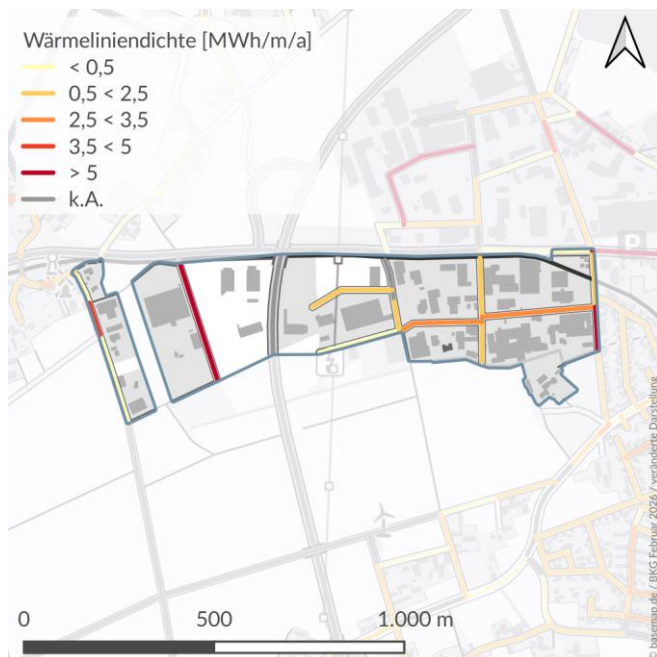 Wärmeliniendichte [MWh/m/a]
< 0,5
0,5 < 2,5
2,5 < 3,5
3,5 < 5
> 5
k.A.
P
0 500 1.000 m
© basemap.de / BKG Februar 2026 / veränderte Darstellung